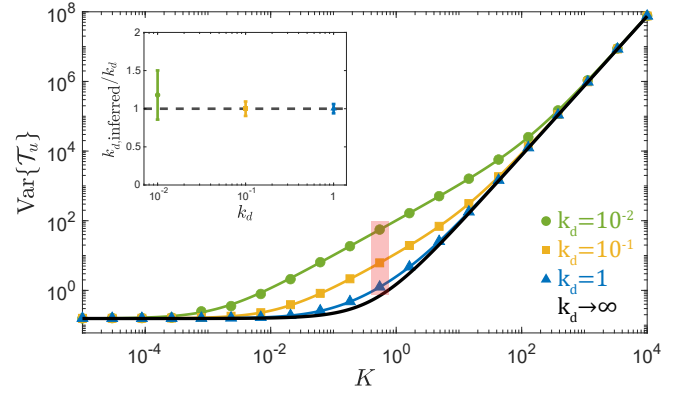 10^8
10^6
10^4
10^2
10^0
Var{𝒯_u}
10^-4
10^-2
10^0
10^2
10^4
K
2
1.5
1
0.5
0
k_d,inferred/k_d
10^-2
10^-1
1
k_d
k_d=10^-2
k_d=10^-1
k_d=1
k_d→∞